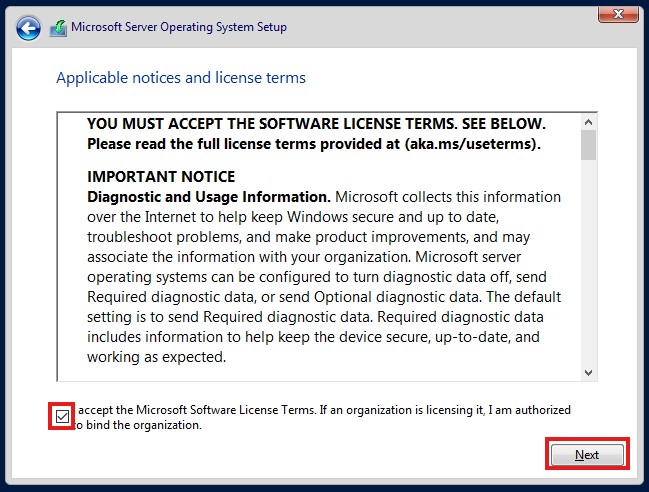 Microsoft Server Operating System Setup
Applicable notices and license terms
YOU MUST ACCEPT THE SOFTWARE LICENSE TERMS. SEE BELOW.
Please read the full license terms provided at (aka.ms/useterms).
IMPORTANT NOTICE
Diagnostic and Usage Information. Microsoft collects this information
over the Internet to help keep Windows secure and up to date,
troubleshoot problems, and make product improvements, and may
associate the information with your organization. Microsoft server
operating systems can be configured to turn diagnostic data off, send
Required diagnostic data, or send Optional diagnostic data. The default
setting is to send Required diagnostic data. Required diagnostic data
includes information to help keep the device secure, up-to-date, and
working as expected.
accept the Microsoft Software License Terms. If an organization is licensing it, I am authorized
to bind the organization.
Next